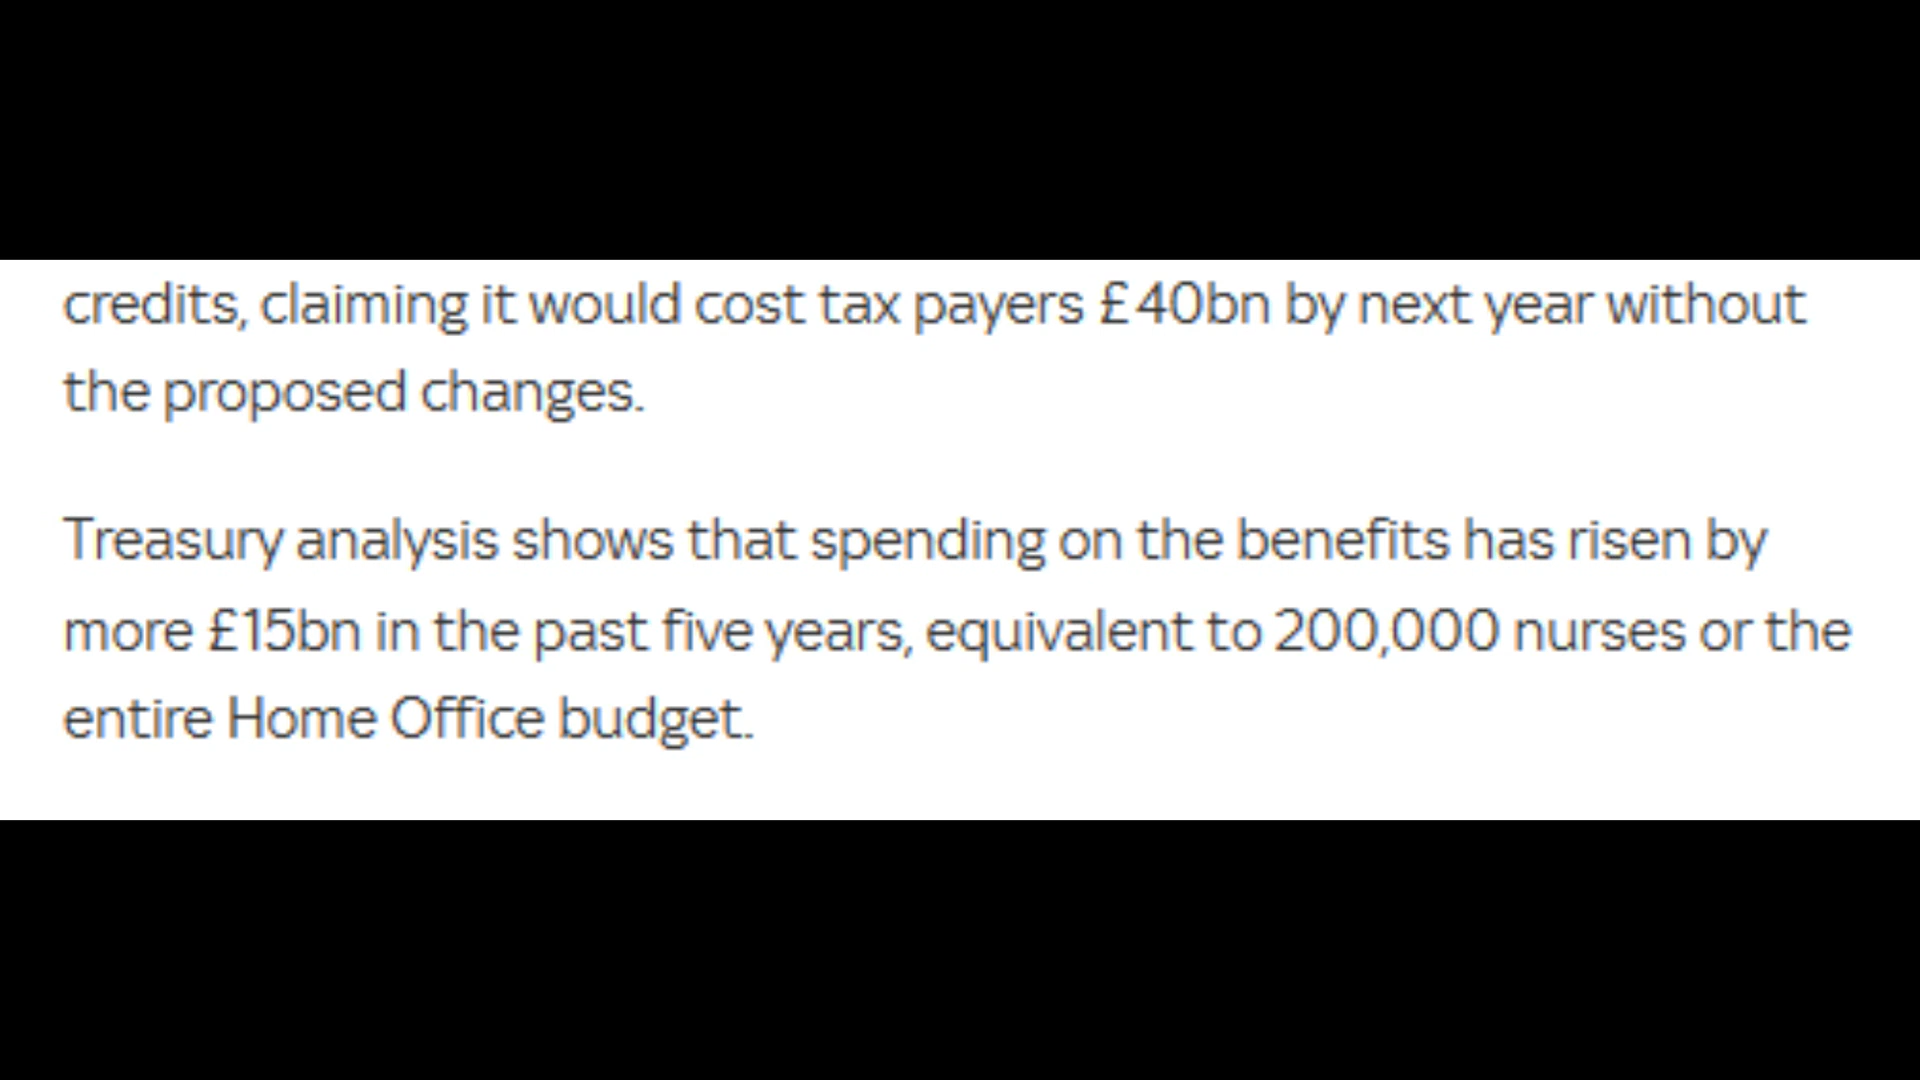 credits, claiming it would cost tax payers £40bn by next year without
the proposed changes.
Treasury analysis shows that spending on the benefits has risen by
more £15bn in the past five years, equivalent to 200,000 nurses or the
entire Home Office budget.